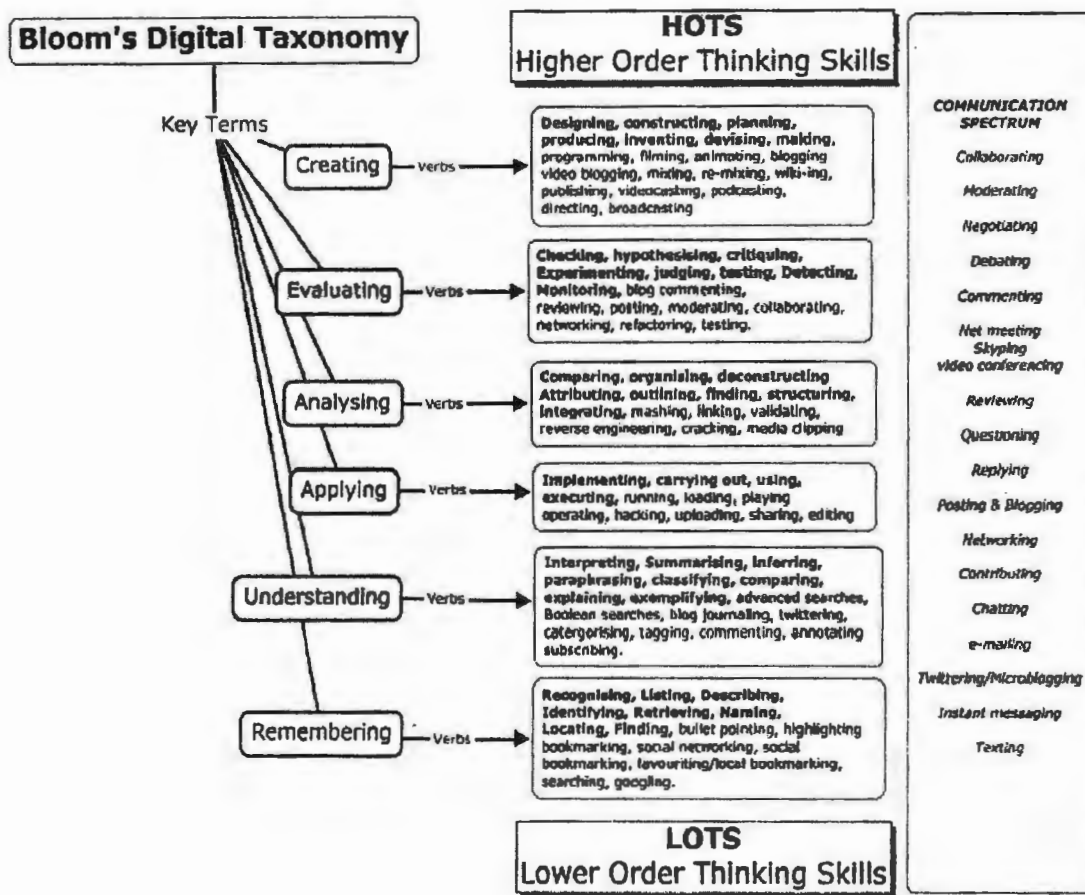 Bloom's Digital Taxonomy
HOTS
Higher Order Thinking Skills
Key Terms
Creating
Verbs
Designing, constructing, planning,
producing, inventing, devising, making,
programming, filming, animating, blogging
video blogging, mixing, re-mixing, wiki-ing,
publishing, videocasting, podcasting,
directing, broadcasting
Evaluating
Verbs
Checking, hypothesising, critiquing,
Experimenting, judging, testing, Detecting,
Monitoring, blog commenting,
reviewing, posting, moderating, collaborating,
networking, refactoring, testing.
Analysing
Verbs
Comparing, organising, deconstructing
Attributing, outlining, finding, structuring,
integrating, mashing, linking, validating,
reverse engineering, cracking, media clipping
Applying
Verbs
Implementing, carrying out, using,
executing, running, loading, playing
operating, hacking, uploading, sharing, editing
Understanding
Verbs
Interpreting, Summarising, inferring,
paraphrasing, classifying, comparing,
explaining, exemplifying, advanced searches,
Boolean searches, blog journaling, twittering,
catergorising, tagging, commenting, annotating
subscribing.
Remembering
Verbs
Recognising, Listing, Describing,
Identifying, Retrieving, Naming,
Locating, Finding, bullet pointing, highlighting
bookmarking, social networking, social
bookmarking, favouriting/local bookmarking,
searching, googling.
LOTS
Lower Order Thinking Skills
COMMUNICATION
SPECTRUM
Collaborating
Moderating
Negotiating
Debating
Commenting
Net meeting
Skyping
video conferencing
Reviewing
Questioning
Replying
Posting & Blogging
Networking
Contributing
Chatting
e-mailing
Twittering/Microblogging
Instant messaging
Texting